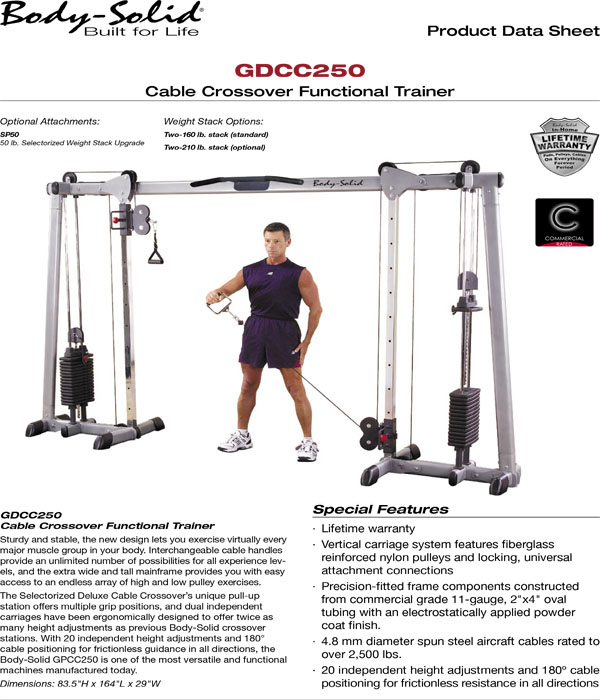 Body-Solid®
Built for Life
Product Data Sheet
GDCC250
Cable Crossover Functional Trainer
Optional Attachments:
SP50
50 lb. Selectorized Weight Stack Upgrade
Weight Stack Options:
Two-160 lb. stack (standard)
Two-210 lb. stack (optional)
Body-Solid
In-Home
LIFETIME
WARRANTY
Parts, Pulleys, Cables
On Everything
Forever
Period
COMMERCIAL
RATED
Body-Solid
GDCC250
Cable Crossover Functional Trainer
Sturdy and stable, the new design lets you exercise virtually every
major muscle group in your body. Interchangeable cable handles
provide an unlimited number of possibilities for all experience lev-
els, and the extra wide and tall mainframe provides you with easy
access to an endless array of high and low pulley exercises.
The Selectorized Deluxe Cable Crossover's unique pull-up
station offers multiple grip positions, and dual independent
carriages have been ergonomically designed to offer twice as
many height adjustments as previous Body-Solid crossover
stations. With 20 independent height adjustments and 180°
cable positioning for frictionless guidance in all directions, the
Body-Solid GPCC250 is one of the most versatile and functional
machines manufactured today.
Dimensions: 83.5"H x 164"L x 29"W
Special Features
· Lifetime warranty
· Vertical carriage system features fiberglass
reinforced nylon pulleys and locking, universal
attachment connections
· Precision-fitted frame components constructed
from commercial grade 11-gauge, 2"x4" oval
tubing with an electrostatically applied powder
coat finish.
· 4.8 mm diameter spun steel aircraft cables rated to
over 2,500 lbs.
· 20 independent height adjustments and 180º cable
positioning for frictionless resistance in all directions